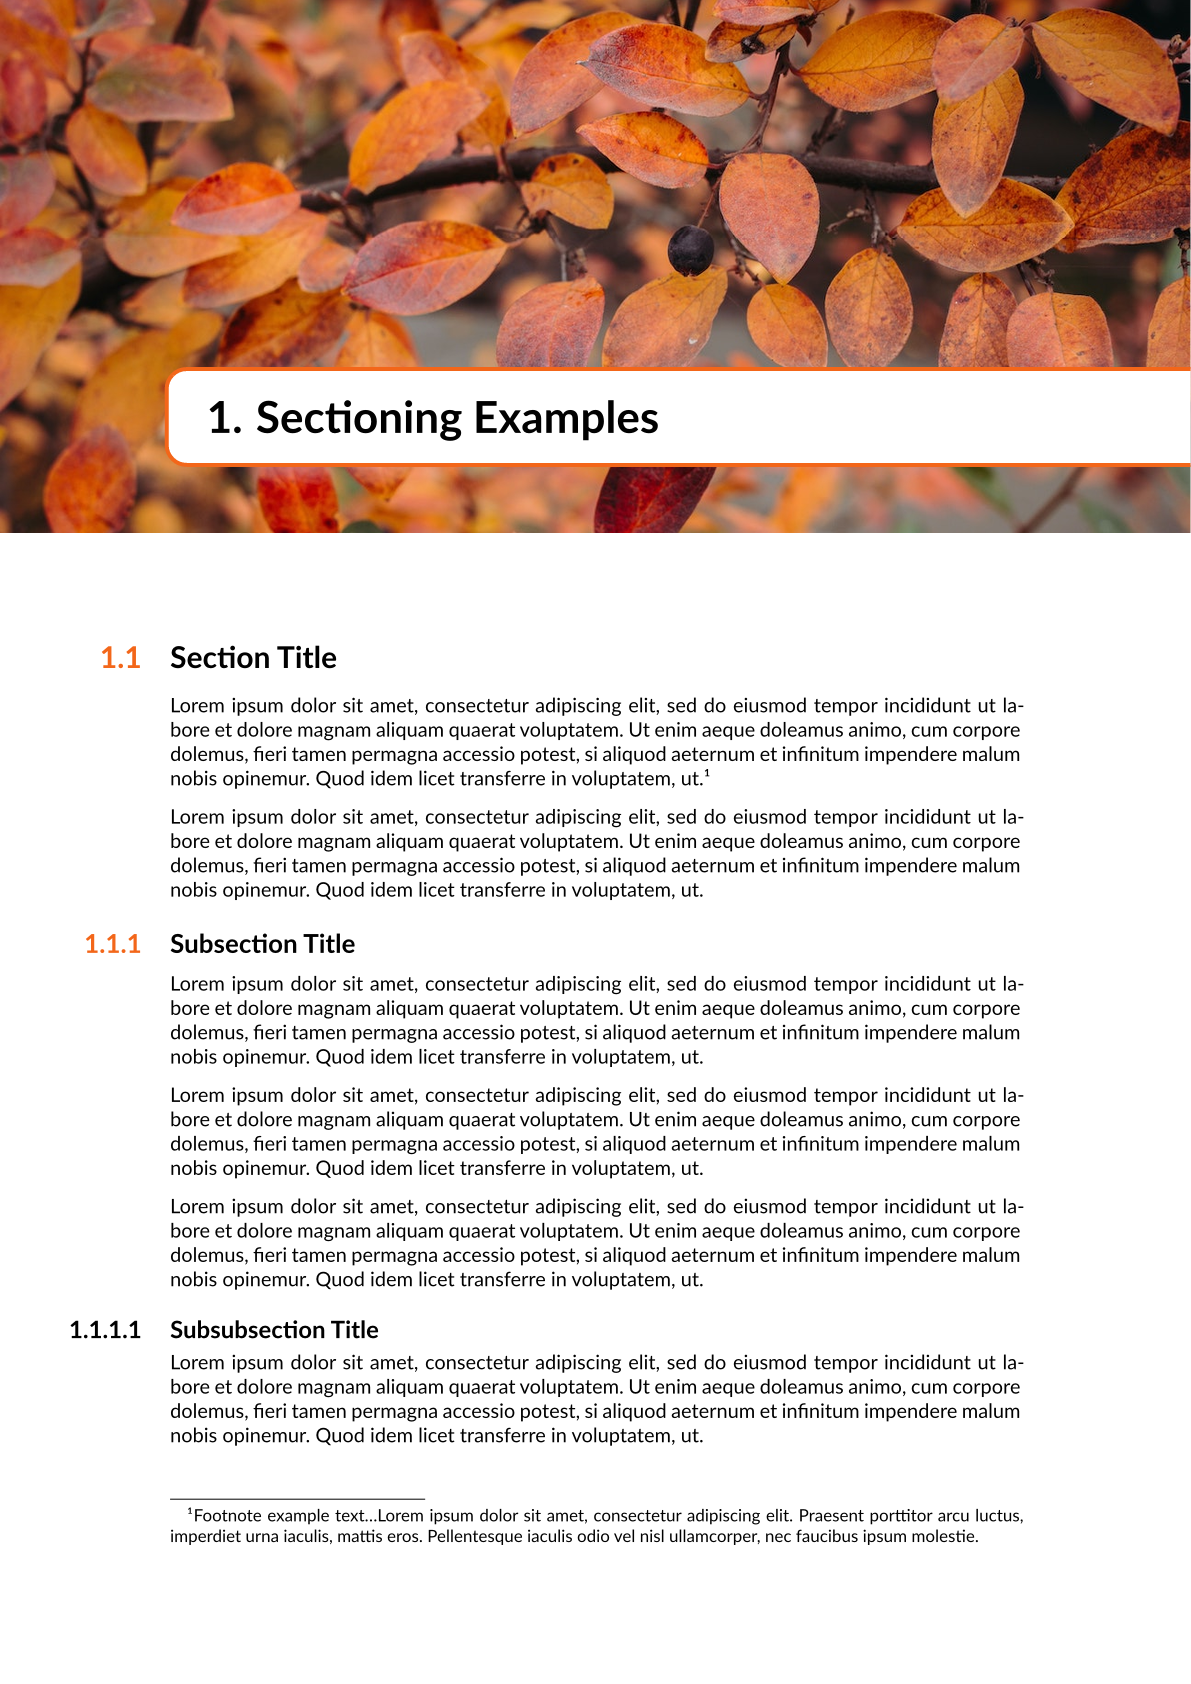 1. Sectioning Examples
1.1 Section Title
Lorem ipsum dolor sit amet, consectetur adipiscing elit, sed do eiusmod tempor incididunt ut la-
bore et dolore magnam aliquam quaerat voluptatem. Ut enim aeque doleamus animo, cum corpore
dolemus, fieri tamen permagna accessio potest, si aliquod aeternum et infinitum impendere malum
nobis opinemur. Quod idem licet transferre in voluptatem, ut.¹
Lorem ipsum dolor sit amet, consectetur adipiscing elit, sed do eiusmod tempor incididunt ut la-
bore et dolore magnam aliquam quaerat voluptatem. Ut enim aeque doleamus animo, cum corpore
dolemus, fieri tamen permagna accessio potest, si aliquod aeternum et infinitum impendere malum
nobis opinemur. Quod idem licet transferre in voluptatem, ut.
1.1.1 Subsection Title
Lorem ipsum dolor sit amet, consectetur adipiscing elit, sed do eiusmod tempor incididunt ut la-
bore et dolore magnam aliquam quaerat voluptatem. Ut enim aeque doleamus animo, cum corpore
dolemus, fieri tamen permagna accessio potest, si aliquod aeternum et infinitum impendere malum
nobis opinemur. Quod idem licet transferre in voluptatem, ut.
Lorem ipsum dolor sit amet, consectetur adipiscing elit, sed do eiusmod tempor incididunt ut la-
bore et dolore magnam aliquam quaerat voluptatem. Ut enim aeque doleamus animo, cum corpore
dolemus, fieri tamen permagna accessio potest, si aliquod aeternum et infinitum impendere malum
nobis opinemur. Quod idem licet transferre in voluptatem, ut.
Lorem ipsum dolor sit amet, consectetur adipiscing elit, sed do eiusmod tempor incididunt ut la-
bore et dolore magnam aliquam quaerat voluptatem. Ut enim aeque doleamus animo, cum corpore
dolemus, fieri tamen permagna accessio potest, si aliquod aeternum et infinitum impendere malum
nobis opinemur. Quod idem licet transferre in voluptatem, ut.
1.1.1.1 Subsubsection Title
Lorem ipsum dolor sit amet, consectetur adipiscing elit, sed do eiusmod tempor incididunt ut la-
bore et dolore magnam aliquam quaerat voluptatem. Ut enim aeque doleamus animo, cum corpore
dolemus, fieri tamen permagna accessio potest, si aliquod aeternum et infinitum impendere malum
nobis opinemur. Quod idem licet transferre in voluptatem, ut.
¹Footnote example text...Lorem ipsum dolor sit amet, consectetur adipiscing elit. Praesent porttitor arcu luctus,
imperdiet urna iaculis, mattis eros. Pellentesque iaculis odio vel nisl ullamcorper, nec faucibus ipsum molestie.